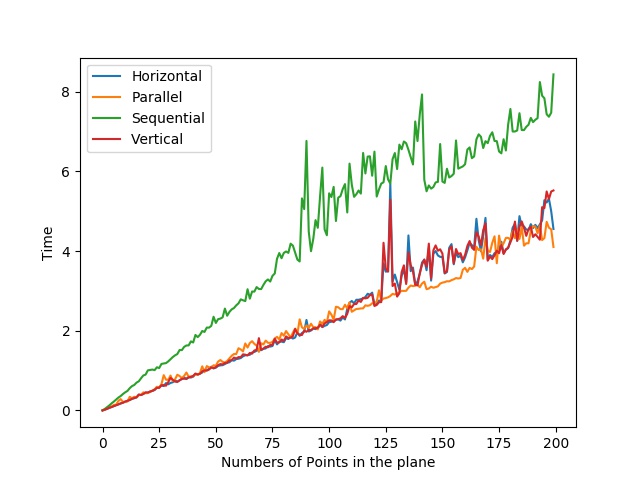 Horizontal
Parallel
Sequential
Vertical
8
6
4
2
0
Time
0 25 50 75 100 125 150 175 200
Numbers of Points in the plane